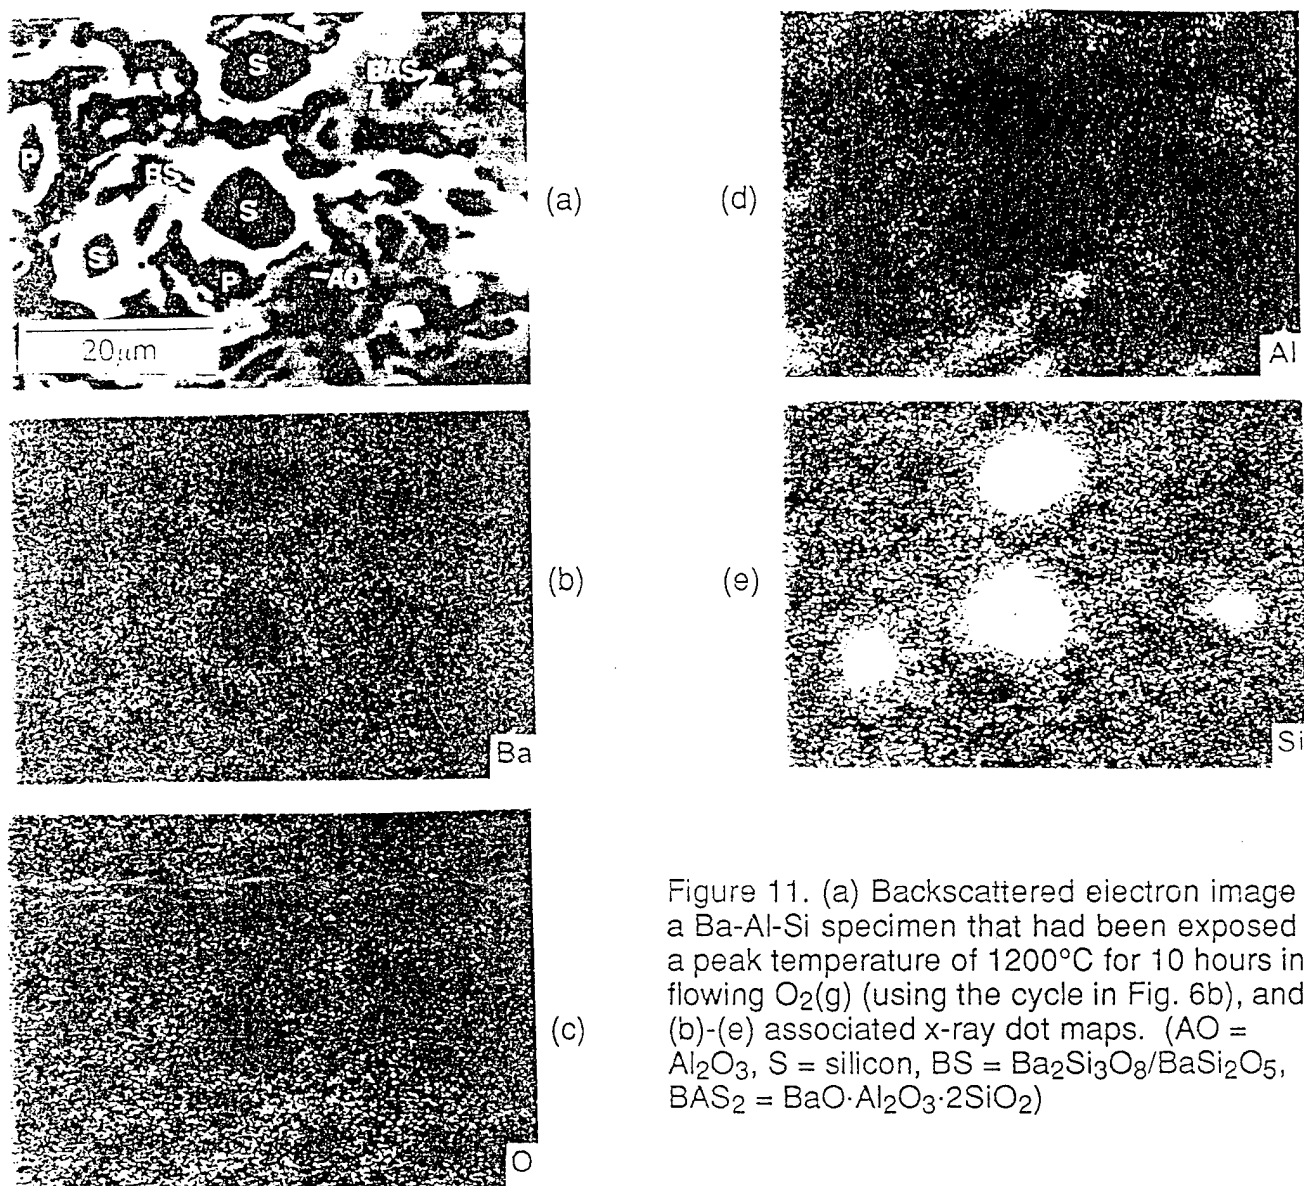 S
BAS2
P
BS
S
S
P
AO
20μm
(a)
(d)
Al
Ba
(b)
(e)
Si
O
(c)
Figure 11. (a) Backscattered electron image
a Ba-Al-Si specimen that had been exposed
a peak temperature of 1200°C for 10 hours in
flowing O2(g) (using the cycle in Fig. 6b), and
(b)-(e) associated x-ray dot maps. (AO =
Al2O3, S = silicon, BS = Ba2Si3O8/BaSi2O5,
BAS2 = BaO·Al2O3·2SiO2)